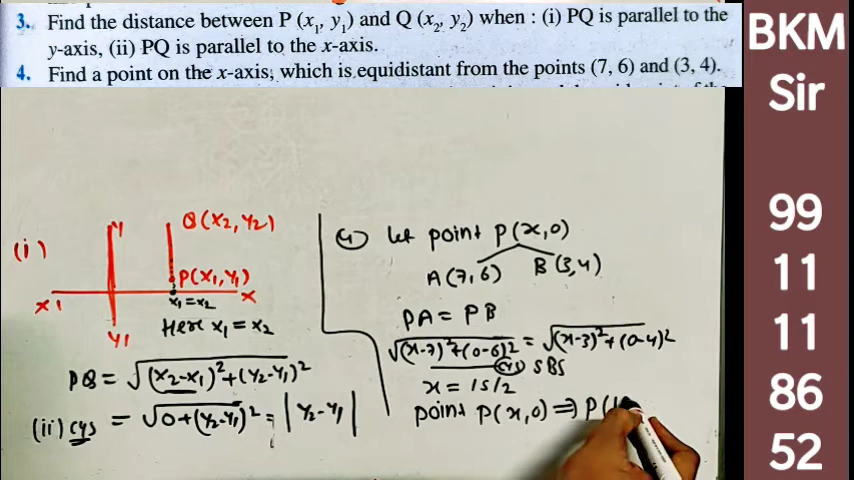 3. Find the distance between P (x₁, y₁) and Q (x₂, y₂) when : (i) PQ is parallel to the
y-axis, (ii) PQ is parallel to the x-axis.
4. Find a point on the x-axis, which is equidistant from the points (7, 6) and (3, 4).
BKM
Sir
99
11
11
86
52
(i)
Y
Q(x₂, y₂)
P(x₁, y₁)
x₁=x₂
X
X1
Y1
Here x₁ = x₂
PQ = √(x₂-x₁)²+(y₂-y₁)²
(ii) cys = √0+(y₂-y₁)² = |y₂-y₁|
(4) Let point P(x,0)
A(7,6) B(3,4)
PA = PB
√(x-7)²+(0-6)² = √(x-3)²+(0-4)²
cys SBS
x = 15/2
point P(x,0) ⇒ P(1